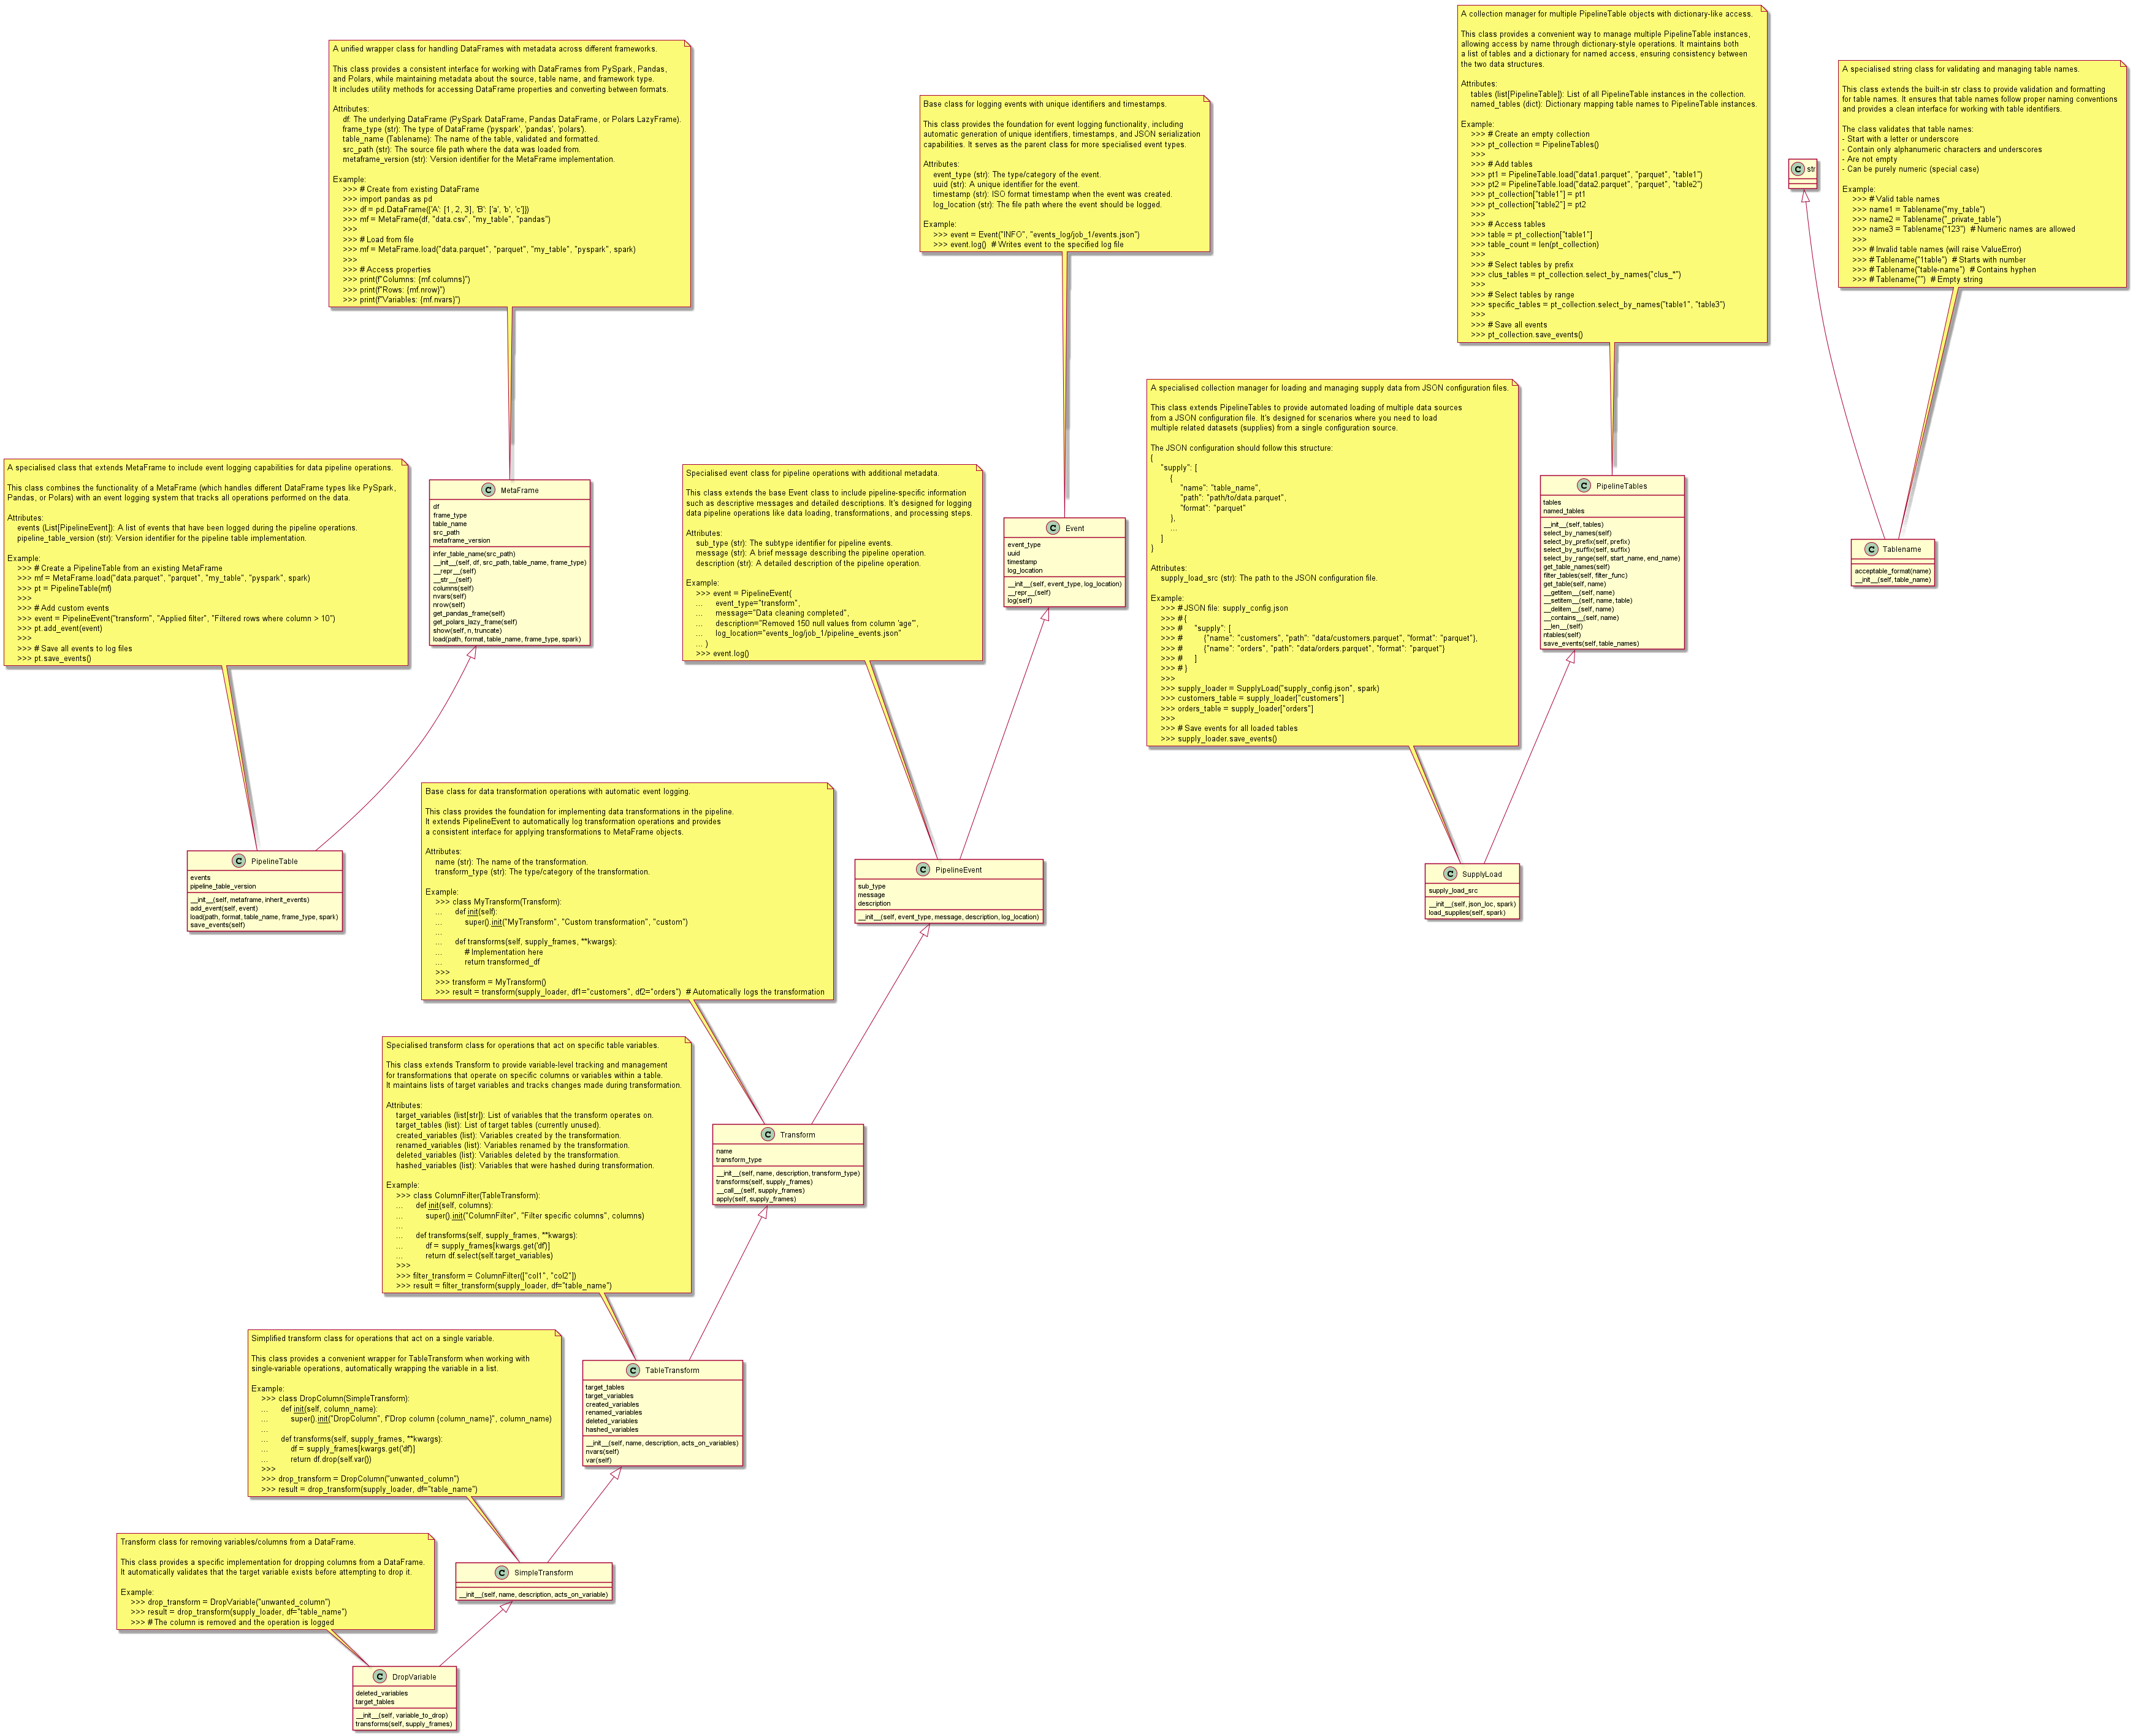 A unified wrapper class for handling DataFrames with metadata across different frameworks.
This class provides a consistent interface for working with DataFrames from PySpark, Pandas,
and Polars, while maintaining metadata about the source, table name, and framework type.
It includes utility methods for accessing DataFrame properties and converting between formats.
Attributes:
df: The underlying DataFrame (PySpark DataFrame, Pandas DataFrame, or Polars LazyFrame).
frame_type (str): The type of DataFrame ('pyspark', 'pandas', 'polars').
table_name (Tablename): The name of the table, validated and formatted.
src_path (str): The source file path where the data was loaded from.
metaframe_version (str): Version identifier for the MetaFrame implementation.
Example:
>>> # Create from existing DataFrame
>>> import pandas as pd
>>> df = pd.DataFrame({'A': [1, 2, 3], 'B': ['a', 'b', 'c']})
>>> mf = MetaFrame(df, "data.csv", "my_table", "pandas")
>>>
>>> # Load from file
>>> mf = MetaFrame.load("data.parquet", "parquet", "my_table", "pyspark", spark)
>>>
>>> # Access properties
>>> print(f"Columns: {mf.columns}")
>>> print(f"Rows: {mf.nrow}")
>>> print(f"Variables: {mf.nvars}")
Base class for logging events with unique identifiers and timestamps.
This class provides the foundation for event logging functionality, including
automatic generation of unique identifiers, timestamps, and JSON serialization
capabilities. It serves as the parent class for more specialised event types.
Attributes:
event_type (str): The type/category of the event.
uuid (str): A unique identifier for the event.
timestamp (str): ISO format timestamp when the event was created.
log_location (str): The file path where the event should be logged.
Example:
>>> event = Event("INFO", "events_log/job_1/events.json")
>>> event.log()  # Writes event to the specified log file
A collection manager for multiple PipelineTable objects with dictionary-like access.
This class provides a convenient way to manage multiple PipelineTable instances,
allowing access by name through dictionary-style operations. It maintains both
a list of tables and a dictionary for named access, ensuring consistency between
the two data structures.
Attributes:
tables (list[PipelineTable]): List of all PipelineTable instances in the collection.
named_tables (dict): Dictionary mapping table names to PipelineTable instances.
Example:
>>> # Create an empty collection
>>> pt_collection = PipelineTables()
>>>
>>> # Add tables
>>> pt1 = PipelineTable.load("data1.parquet", "parquet", "table1")
>>> pt2 = PipelineTable.load("data2.parquet", "parquet", "table2")
>>> pt_collection["table1"] = pt1
>>> pt_collection["table2"] = pt2
>>>
>>> # Access tables
>>> table = pt_collection["table1"]
>>> table_count = len(pt_collection)
>>>
>>> # Select tables by prefix
>>> clus_tables = pt_collection.select_by_names("clus_*")
>>>
>>> # Select tables by range
>>> specific_tables = pt_collection.select_by_names("table1", "table3")
>>>
>>> # Save all events
>>> pt_collection.save_events()
C str
A specialised string class for validating and managing table names.
This class extends the built-in str class to provide validation and formatting
for table names. It ensures that table names follow proper naming conventions
and provides a clean interface for working with table identifiers.
The class validates that table names:
- Start with a letter or underscore
- Contain only alphanumeric characters and underscores
- Are not empty
- Can be purely numeric (special case)
Example:
>>> # Valid table names
>>> name1 = Tablename("my_table")
>>> name2 = Tablename("_private_table")
>>> name3 = Tablename("123")  # Numeric names are allowed
>>>
>>> # Invalid table names (will raise ValueError)
>>> # Tablename("1table")  # Starts with number
>>> # Tablename("table-name")  # Contains hyphen
>>> # Tablename("")  # Empty string
A specialised class that extends MetaFrame to include event logging capabilities for data pipeline operations.
This class combines the functionality of a MetaFrame (which handles different DataFrame types like PySpark,
Pandas, or Polars) with an event logging system that tracks all operations performed on the data.
Attributes:
events (List[PipelineEvent]): A list of events that have been logged during the pipeline operations.
pipeline_table_version (str): Version identifier for the pipeline table implementation.
Example:
>>> # Create a PipelineTable from an existing MetaFrame
>>> mf = MetaFrame.load("data.parquet", "parquet", "my_table", "pyspark", spark)
>>> pt = PipelineTable(mf)
>>>
>>> # Add custom events
>>> event = PipelineEvent("transform", "Applied filter", "Filtered rows where column > 10")
>>> pt.add_event(event)
>>>
>>> # Save all events to log files
>>> pt.save_events()
C MetaFrame
df
frame_type
table_name
src_path
metaframe_version
infer_table_name(src_path)
__init__(self, df, src_path, table_name, frame_type)
__repr__(self)
__str__(self)
columns(self)
nvars(self)
nrow(self)
get_pandas_frame(self)
get_polars_lazy_frame(self)
show(self, n, truncate)
load(path, format, table_name, frame_type, spark)
Specialised event class for pipeline operations with additional metadata.
This class extends the base Event class to include pipeline-specific information
such as descriptive messages and detailed descriptions. It's designed for logging
data pipeline operations like data loading, transformations, and processing steps.
Attributes:
sub_type (str): The subtype identifier for pipeline events.
message (str): A brief message describing the pipeline operation.
description (str): A detailed description of the pipeline operation.
Example:
>>> event = PipelineEvent(
...     event_type="transform",
...     message="Data cleaning completed",
...     description="Removed 150 null values from column 'age'",
...     log_location="events_log/job_1/pipeline_events.json"
... )
>>> event.log()
C Event
event_type
uuid
timestamp
log_location
__init__(self, event_type, log_location)
__repr__(self)
log(self)
A specialised collection manager for loading and managing supply data from JSON configuration files.
This class extends PipelineTables to provide automated loading of multiple data sources
from a JSON configuration file. It's designed for scenarios where you need to load
multiple related datasets (supplies) from a single configuration source.
The JSON configuration should follow this structure:
{
"supply": [
{
"name": "table_name",
"path": "path/to/data.parquet",
"format": "parquet"
},
...
]
}
Attributes:
supply_load_src (str): The path to the JSON configuration file.
Example:
>>> # JSON file: supply_config.json
>>> # {
>>> #     "supply": [
>>> #         {"name": "customers", "path": "data/customers.parquet", "format": "parquet"},
>>> #         {"name": "orders", "path": "data/orders.parquet", "format": "parquet"}
>>> #     ]
>>> # }
>>>
>>> supply_loader = SupplyLoad("supply_config.json", spark)
>>> customers_table = supply_loader["customers"]
>>> orders_table = supply_loader["orders"]
>>>
>>> # Save events for all loaded tables
>>> supply_loader.save_events()
C PipelineTables
tables
named_tables
__init__(self, tables)
select_by_names(self)
select_by_prefix(self, prefix)
select_by_suffix(self, suffix)
select_by_range(self, start_name, end_name)
get_table_names(self)
filter_tables(self, filter_func)
get_table(self, name)
__getitem__(self, name)
__setitem__(self, name, table)
__delitem__(self, name)
__contains__(self, name)
__len__(self)
ntables(self)
save_events(self, table_names)
C Tablename
acceptable_format(name)
__init__(self, table_name)
C PipelineTable
events
pipeline_table_version
__init__(self, metaframe, inherit_events)
add_event(self, event)
load(path, format, table_name, frame_type, spark)
save_events(self)
Base class for data transformation operations with automatic event logging.
This class provides the foundation for implementing data transformations in the pipeline.
It extends PipelineEvent to automatically log transformation operations and provides
a consistent interface for applying transformations to MetaFrame objects.
Attributes:
name (str): The name of the transformation.
transform_type (str): The type/category of the transformation.
Example:
>>> class MyTransform(Transform):
...     def init(self):
...         super().init("MyTransform", "Custom transformation", "custom")
...
...     def transforms(self, supply_frames, **kwargs):
...         # Implementation here
...         return transformed_df
>>>
>>> transform = MyTransform()
>>> result = transform(supply_loader, df1="customers", df2="orders")  # Automatically logs the transformation
C PipelineEvent
sub_type
message
description
__init__(self, event_type, message, description, log_location)
C SupplyLoad
supply_load_src
__init__(self, json_loc, spark)
load_supplies(self, spark)
Specialised transform class for operations that act on specific table variables.
This class extends Transform to provide variable-level tracking and management
for transformations that operate on specific columns or variables within a table.
It maintains lists of target variables and tracks changes made during transformation.
Attributes:
target_variables (list[str]): List of variables that the transform operates on.
target_tables (list): List of target tables (currently unused).
created_variables (list): Variables created by the transformation.
renamed_variables (list): Variables renamed by the transformation.
deleted_variables (list): Variables deleted by the transformation.
hashed_variables (list): Variables that were hashed during transformation.
Example:
>>> class ColumnFilter(TableTransform):
...     def init(self, columns):
...         super().init("ColumnFilter", "Filter specific columns", columns)
...
...     def transforms(self, supply_frames, **kwargs):
...         df = supply_frames[kwargs.get('df')]
...         return df.select(self.target_variables)
>>>
>>> filter_transform = ColumnFilter(["col1", "col2"])
>>> result = filter_transform(supply_loader, df="table_name")
C Transform
name
transform_type
__init__(self, name, description, transform_type)
transforms(self, supply_frames)
__call__(self, supply_frames)
apply(self, supply_frames)
Simplified transform class for operations that act on a single variable.
This class provides a convenient wrapper for TableTransform when working with
single-variable operations, automatically wrapping the variable in a list.
Example:
>>> class DropColumn(SimpleTransform):
...     def init(self, column_name):
...         super().init("DropColumn", f"Drop column {column_name}", column_name)
...
...     def transforms(self, supply_frames, **kwargs):
...         df = supply_frames[kwargs.get('df')]
...         return df.drop(self.var())
>>>
>>> drop_transform = DropColumn("unwanted_column")
>>> result = drop_transform(supply_loader, df="table_name")
C TableTransform
target_tables
target_variables
created_variables
renamed_variables
deleted_variables
hashed_variables
__init__(self, name, description, acts_on_variables)
nvars(self)
var(self)
Transform class for removing variables/columns from a DataFrame.
This class provides a specific implementation for dropping columns from a DataFrame.
It automatically validates that the target variable exists before attempting to drop it.
Example:
>>> drop_transform = DropVariable("unwanted_column")
>>> result = drop_transform(supply_loader, df="table_name")
>>> # The column is removed and the operation is logged
C SimpleTransform
__init__(self, name, description, acts_on_variable)
C DropVariable
deleted_variables
target_tables
__init__(self, variable_to_drop)
transforms(self, supply_frames)